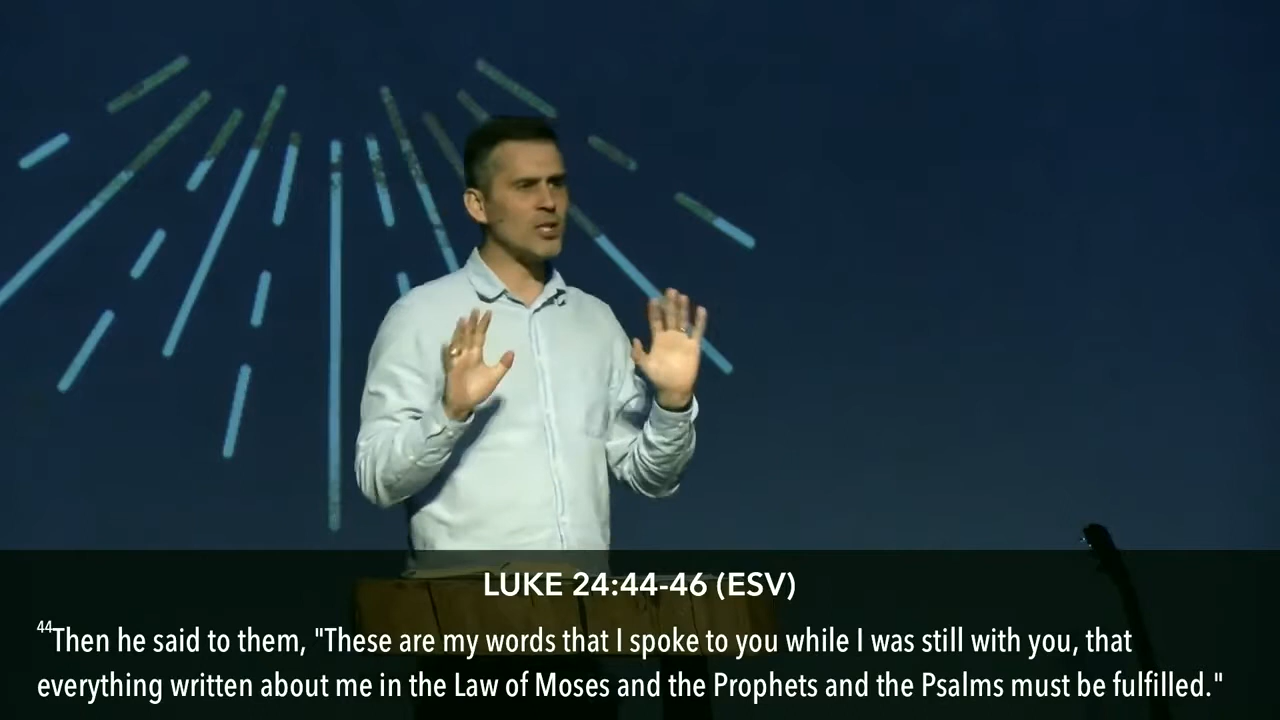 LUKE 24:44-46 (ESV)
44Then he said to them, "These are my words that I spoke to you while I was still with you, that
everything written about me in the Law of Moses and the Prophets and the Psalms must be fulfilled."